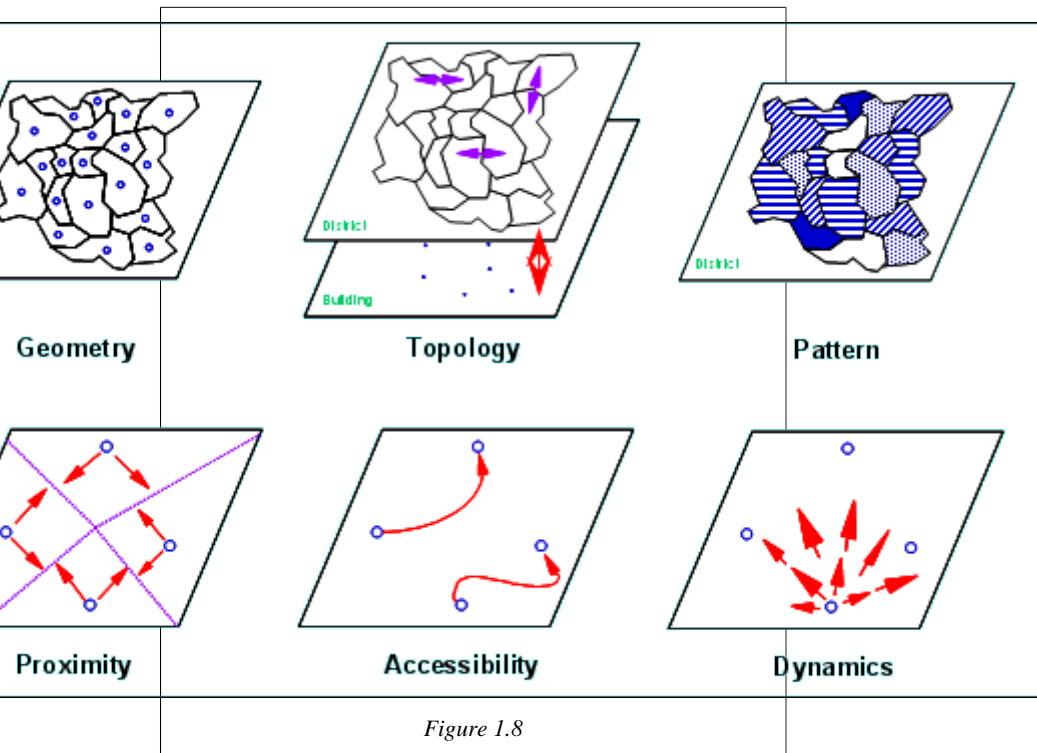 District
Building
District
Geometry
Topology
Pattern
Proximity
Accessibility
Dynamics
Figure 1.8